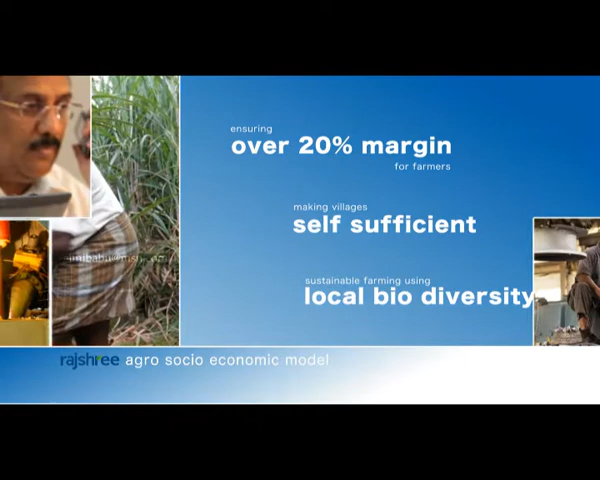 ensuring
over 20% margin
for farmers
making villages
self sufficient
sustainable farming using
local bio diversity
rajshree agro socio economic model